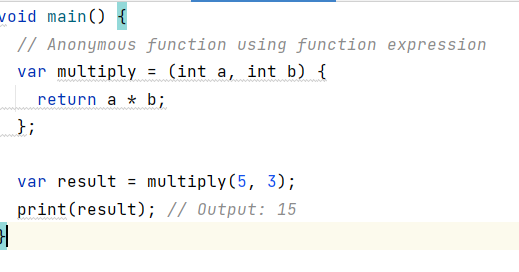 void main() {
  // Anonymous function using function expression
  var multiply = (int a, int b) {
    return a * b;
  };

  var result = multiply(5, 3);
  print(result); // Output: 15
}